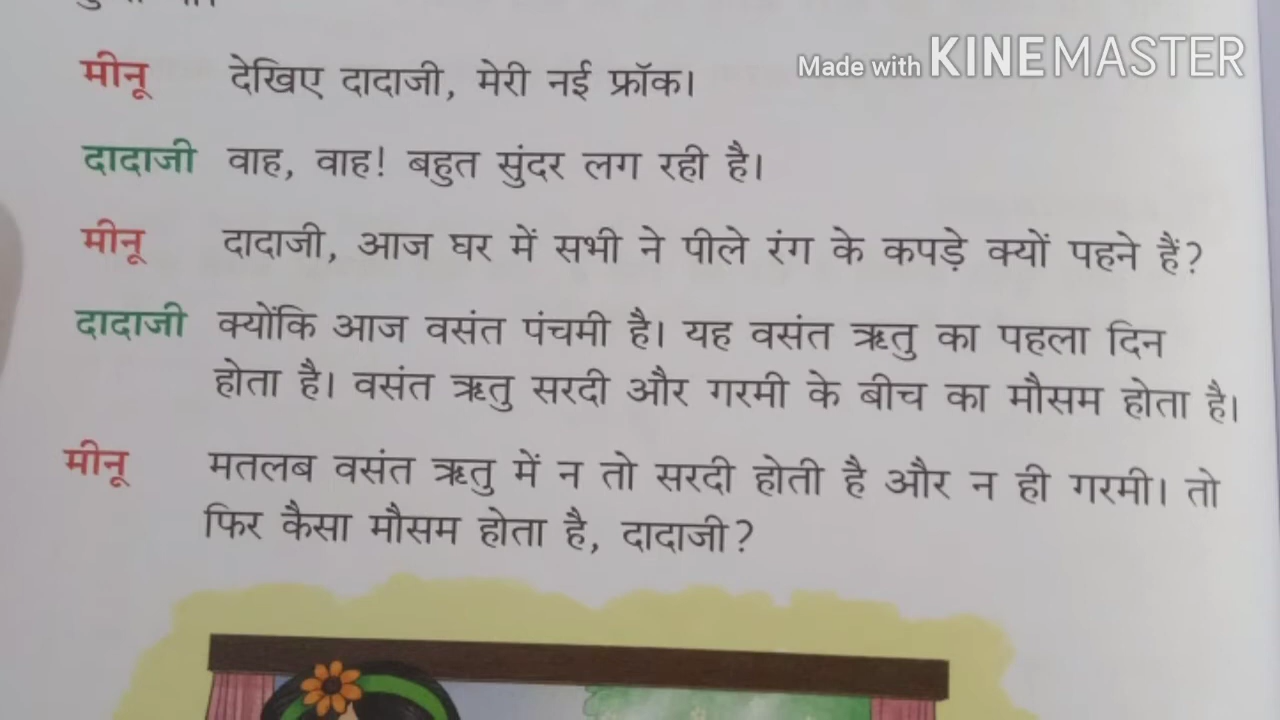 Made with KINEMASTER
मीनू देखिए दादाजी, मेरी नई फ्रॉक।
दादाजी वाह, वाह! बहुत सुंदर लग रही है।
मीनू दादाजी, आज घर में सभी ने पीले रंग के कपड़े क्यों पहने हैं?
दादाजी क्योंकि आज वसंत पंचमी है। यह वसंत ऋतु का पहला दिन
होता है। वसंत ऋतु सरदी और गरमी के बीच का मौसम होता है।
मीनू मतलब वसंत ऋतु में न तो सरदी होती है और न ही गरमी। तो
फिर कैसा मौसम होता है, दादाजी?